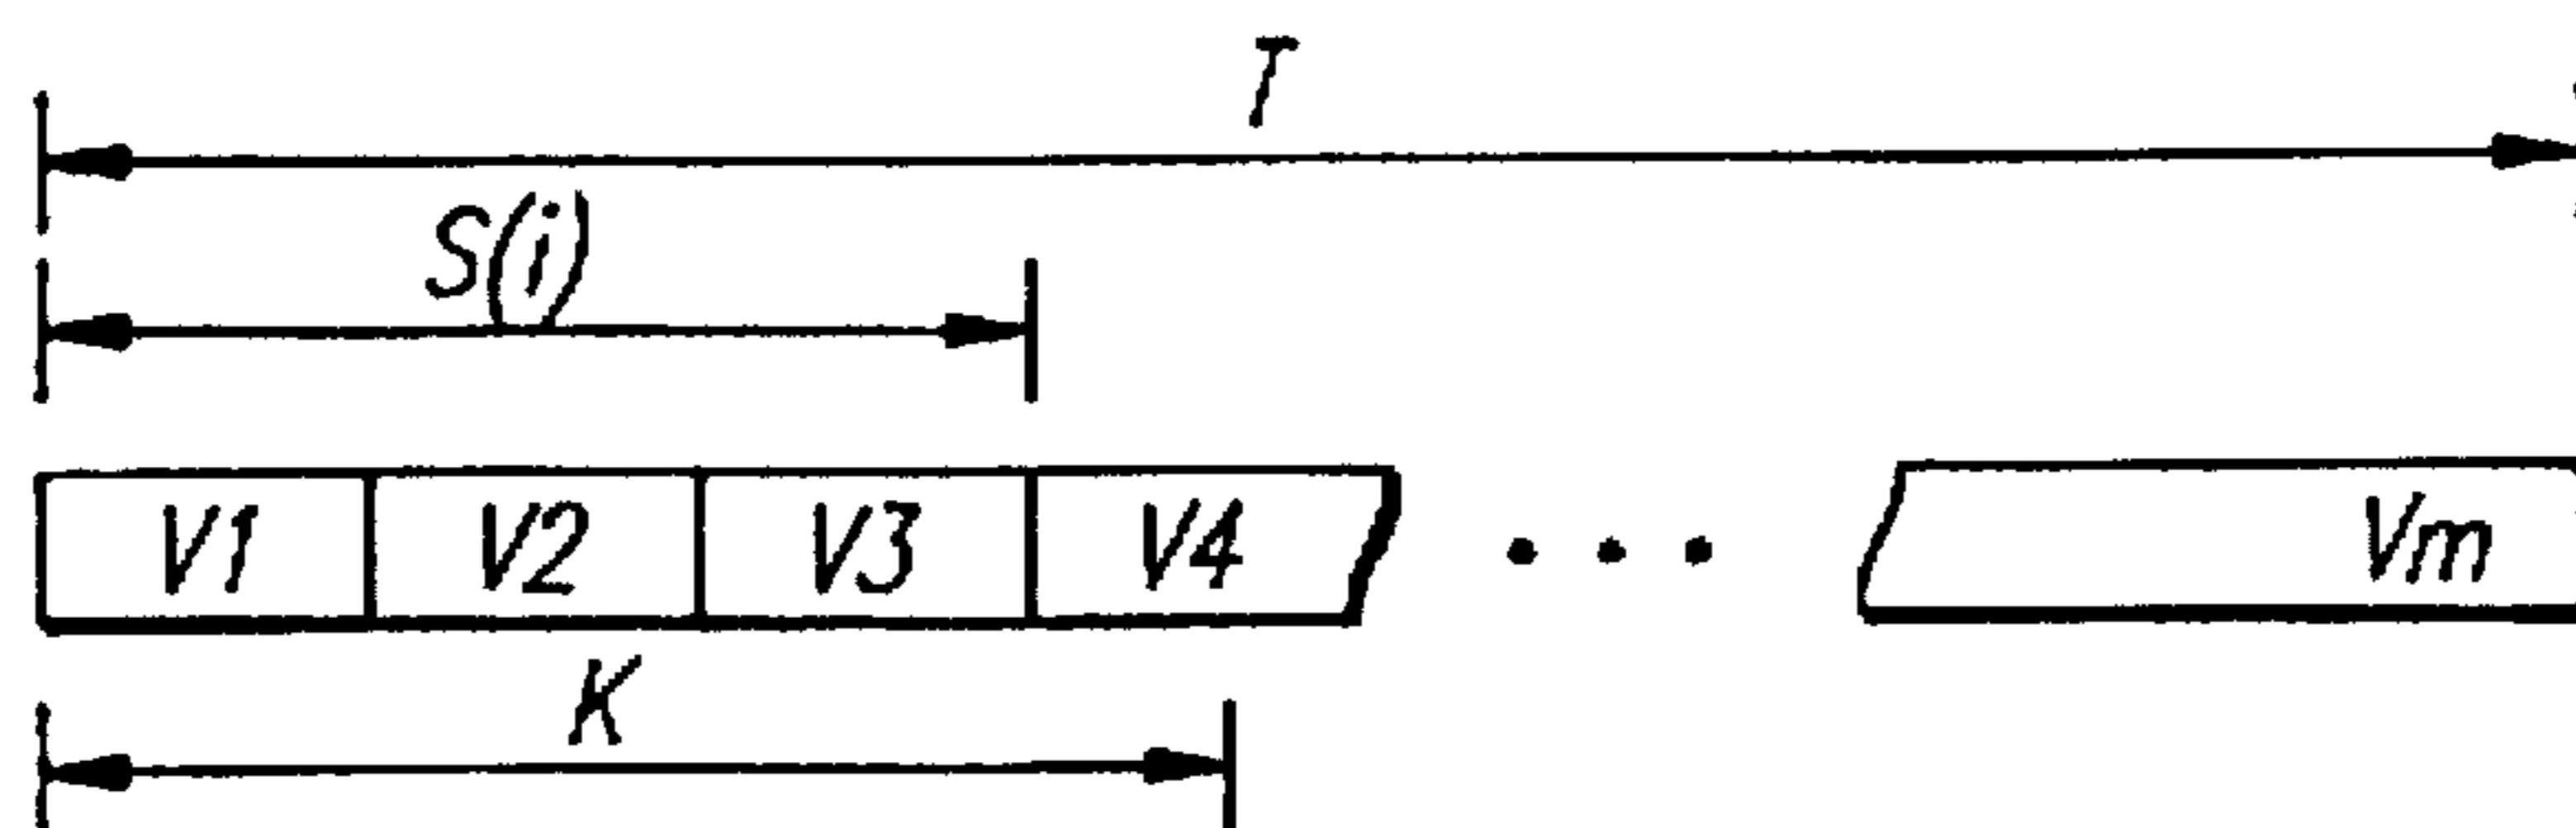 T
S(i)
V1 V2 V3 V4 • • • Vm
K